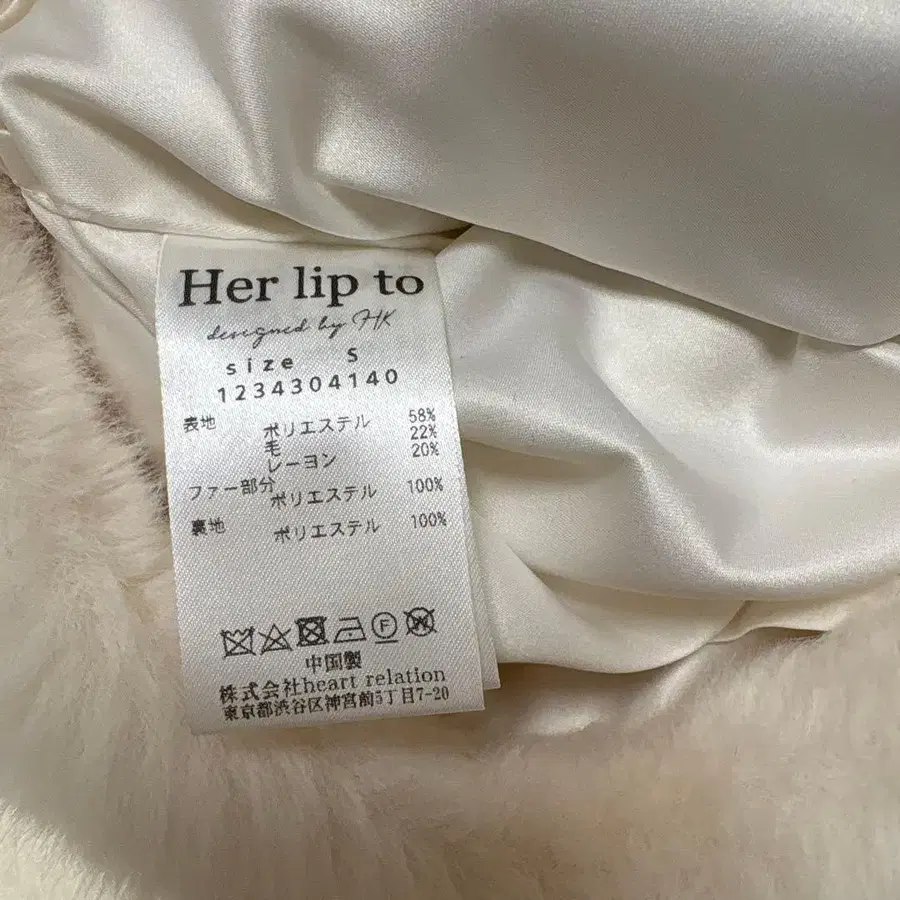 Her lip to
designed by HK
size S
1234304140
表地 ポリエステル 58%
毛 22%
レーヨン 20%
ファー部分 ポリエステル 100%
裏地 ポリエステル 100%
F W
中国製
株式会社heart relation
東京都渋谷区神宮前5丁目7-20